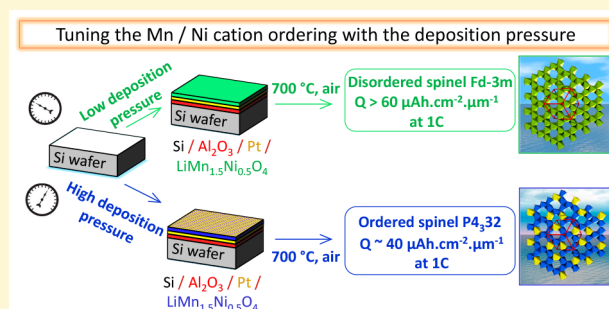 Tuning the Mn / Ni cation ordering with the deposition pressure
Low deposition
pressure
Si wafer
700 °C, air
Disordered spinel Fd-3m
Q > 60 µAh.cm⁻².µm⁻¹
at 1C
Si wafer
Si / Al₂O₃ / Pt /
LiMn₁.₅Ni₀.₅O₄
High deposition
pressure
Si wafer
700 °C, air
Ordered spinel P4₃32
Q ~ 40 µAh.cm⁻².µm⁻¹
at 1C
Si / Al₂O₃ / Pt /
LiMn₁.₅Ni₀.₅O₄